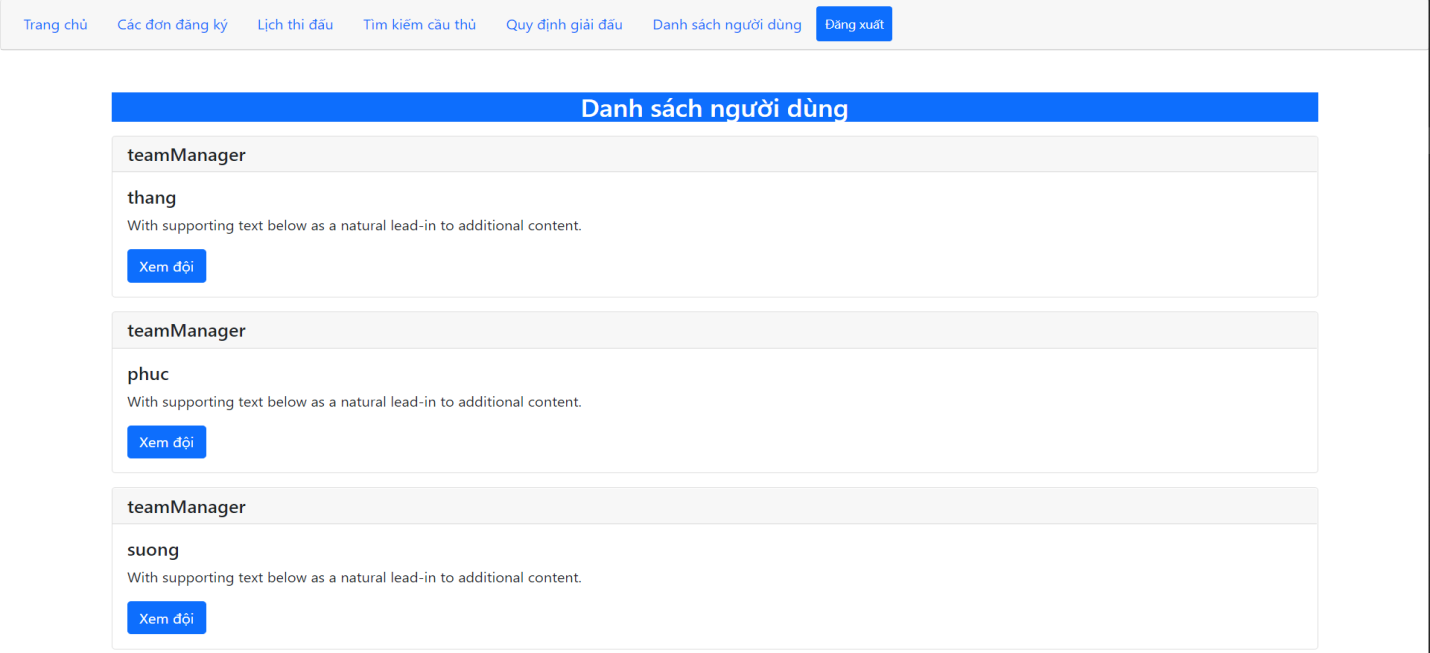 Trang chủ Các đơn đăng ký Lịch thi đấu Tìm kiếm cầu thủ Quy định giải đấu Danh sách người dùng Đăng xuất
Danh sách người dùng
teamManager
thang
With supporting text below as a natural lead-in to additional content.
Xem đội
teamManager
phuc
With supporting text below as a natural lead-in to additional content.
Xem đội
teamManager
suong
With supporting text below as a natural lead-in to additional content.
Xem đội